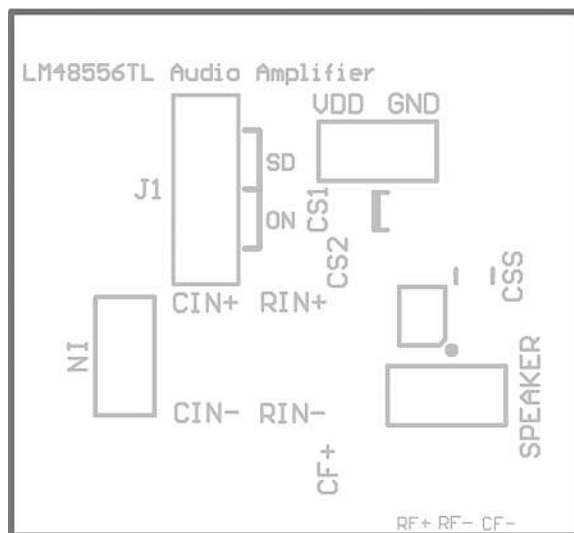 LM48556TL Audio Amplifier
VDD GND
J1
SD
ON
CS1
CS2
CSS
CIN+ RIN+
IN
CIN- RIN-
SPEAKER
CF+
RF+ RF- CF-